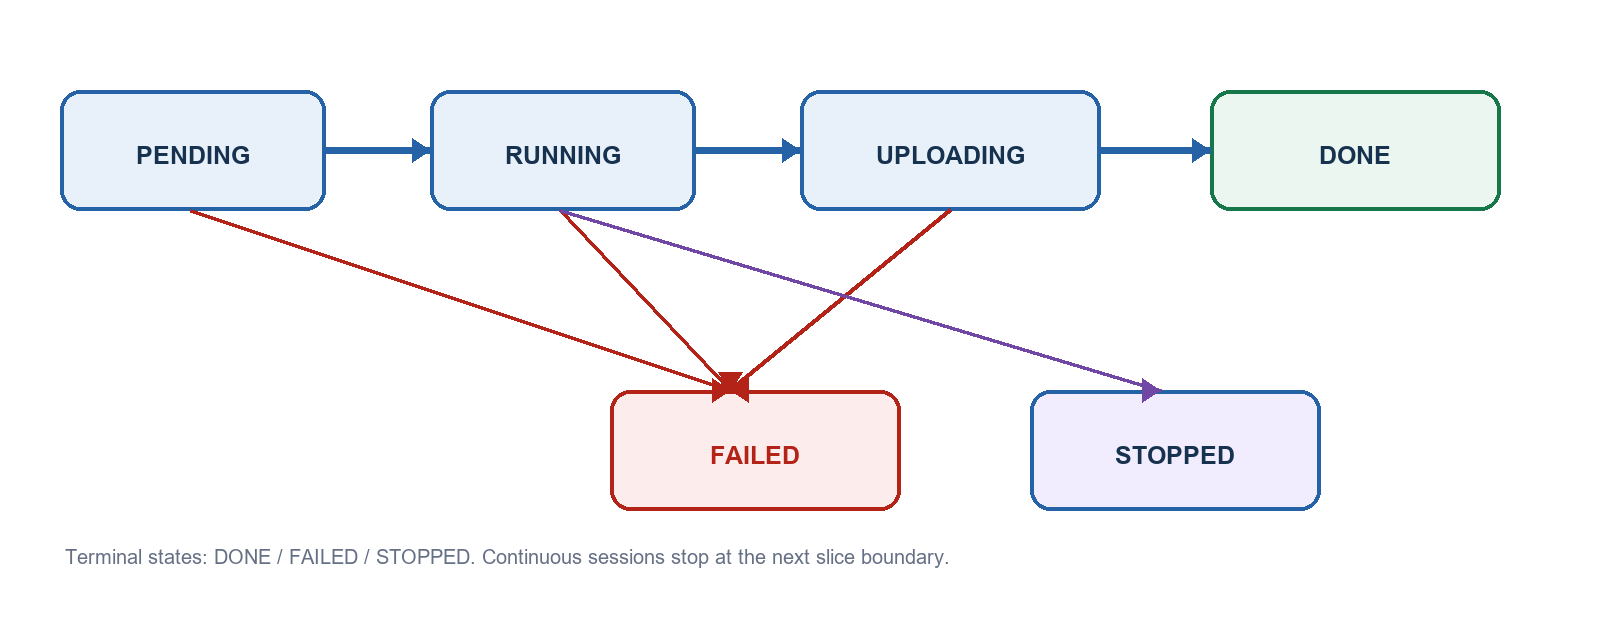 PENDING
RUNNING
UPLOADING
DONE
FAILED
STOPPED
Terminal states: DONE / FAILED / STOPPED. Continuous sessions stop at the next slice boundary.